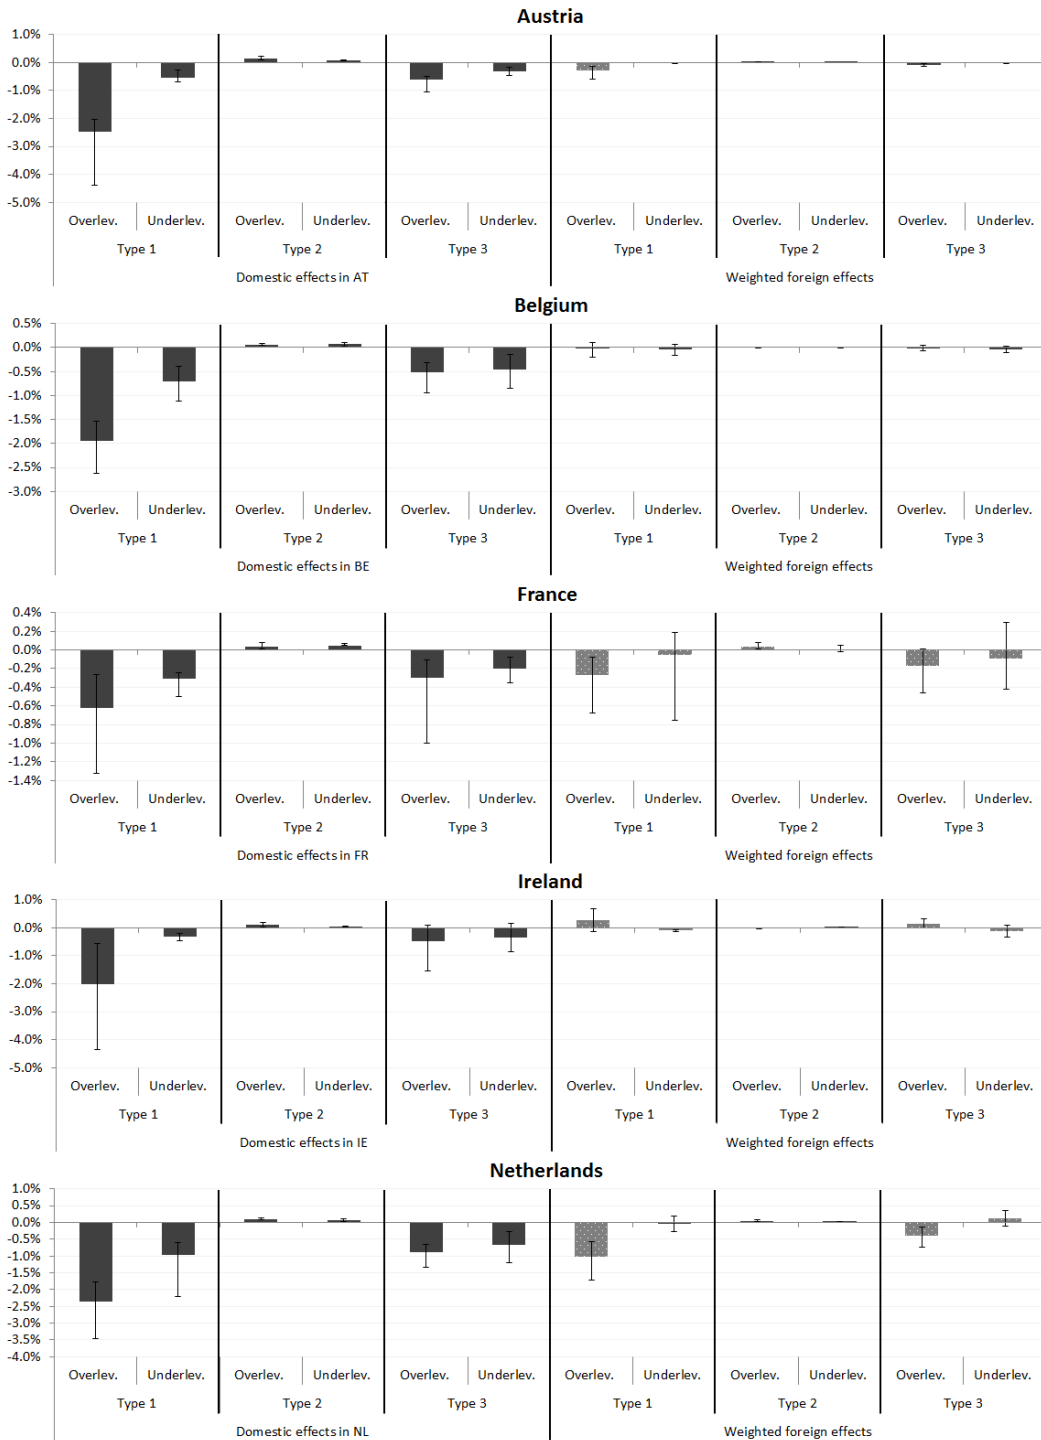 Austria
1.0%
0.0%
-1.0%
-2.0%
-3.0%
-4.0%
-5.0%
Overlev. Underlev. Overlev. Underlev. Overlev. Underlev. Overlev. Underlev. Overlev. Underlev. Overlev. Underlev.
Type 1 Type 2 Type 3 Type 1 Type 2 Type 3
Domestic effects in AT Weighted foreign effects
Belgium
0.5%
0.0%
-0.5%
-1.0%
-1.5%
-2.0%
-2.5%
-3.0%
Overlev. Underlev. Overlev. Underlev. Overlev. Underlev. Overlev. Underlev. Overlev. Underlev. Overlev. Underlev.
Type 1 Type 2 Type 3 Type 1 Type 2 Type 3
Domestic effects in BE Weighted foreign effects
France
0.4%
0.2%
0.0%
-0.2%
-0.4%
-0.6%
-0.8%
-1.0%
-1.2%
-1.4%
Overlev. Underlev. Overlev. Underlev. Overlev. Underlev. Overlev. Underlev. Overlev. Underlev. Overlev. Underlev.
Type 1 Type 2 Type 3 Type 1 Type 2 Type 3
Domestic effects in FR Weighted foreign effects
Ireland
1.0%
0.0%
-1.0%
-2.0%
-3.0%
-4.0%
-5.0%
Overlev. Underlev. Overlev. Underlev. Overlev. Underlev. Overlev. Underlev. Overlev. Underlev. Overlev. Underlev.
Type 1 Type 2 Type 3 Type 1 Type 2 Type 3
Domestic effects in IE Weighted foreign effects
Netherlands
1.0%
0.5%
0.0%
-0.5%
-1.0%
-1.5%
-2.0%
-2.5%
-3.0%
-3.5%
-4.0%
Overlev. Underlev. Overlev. Underlev. Overlev. Underlev. Overlev. Underlev. Overlev. Underlev. Overlev. Underlev.
Type 1 Type 2 Type 3 Type 1 Type 2 Type 3
Domestic effects in NL Weighted foreign effects